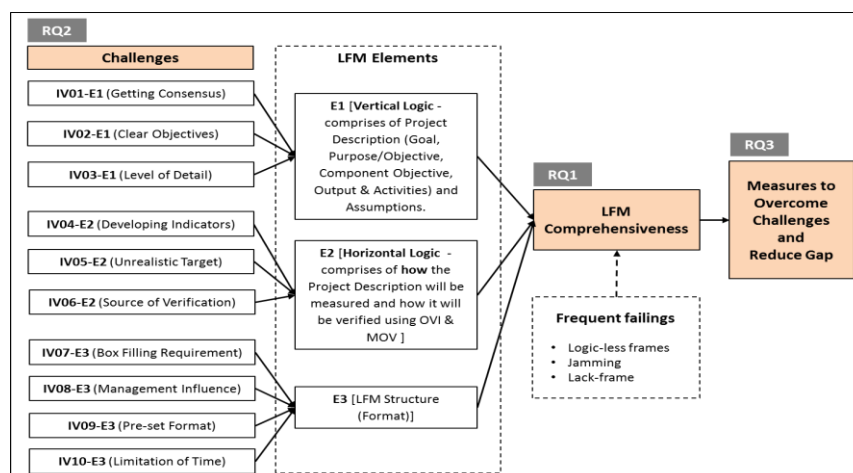 RQ2
Challenges
IV01-E1 (Getting Consensus)
IV02-E1 (Clear Objectives)
IV03-E1 (Level of Detail)
IV04-E2 (Developing Indicators)
IV05-E2 (Unrealistic Target)
IV06-E2 (Source of Verification)
IV07-E3 (Box Filling Requirement)
IV08-E3 (Management Influence)
IV09-E3 (Pre-set Format)
IV10-E3 (Limitation of Time)
LFM Elements
E1 [Vertical Logic -
comprises of Project
Description (Goal,
Purpose/Objective,
Component Objective,
Output & Activities) and
Assumptions.
E2 [Horizontal Logic -
comprises of how the
Project Description will be
measured and how it will
be verified using OVI &
MOV ]
E3 [LFM Structure
(Format)]
RQ1
LFM
Comprehensiveness
Frequent failings
• Logic-less frames
• Jamming
• Lack-frame
RQ3
Measures to
Overcome
Challenges
and
Reduce Gap